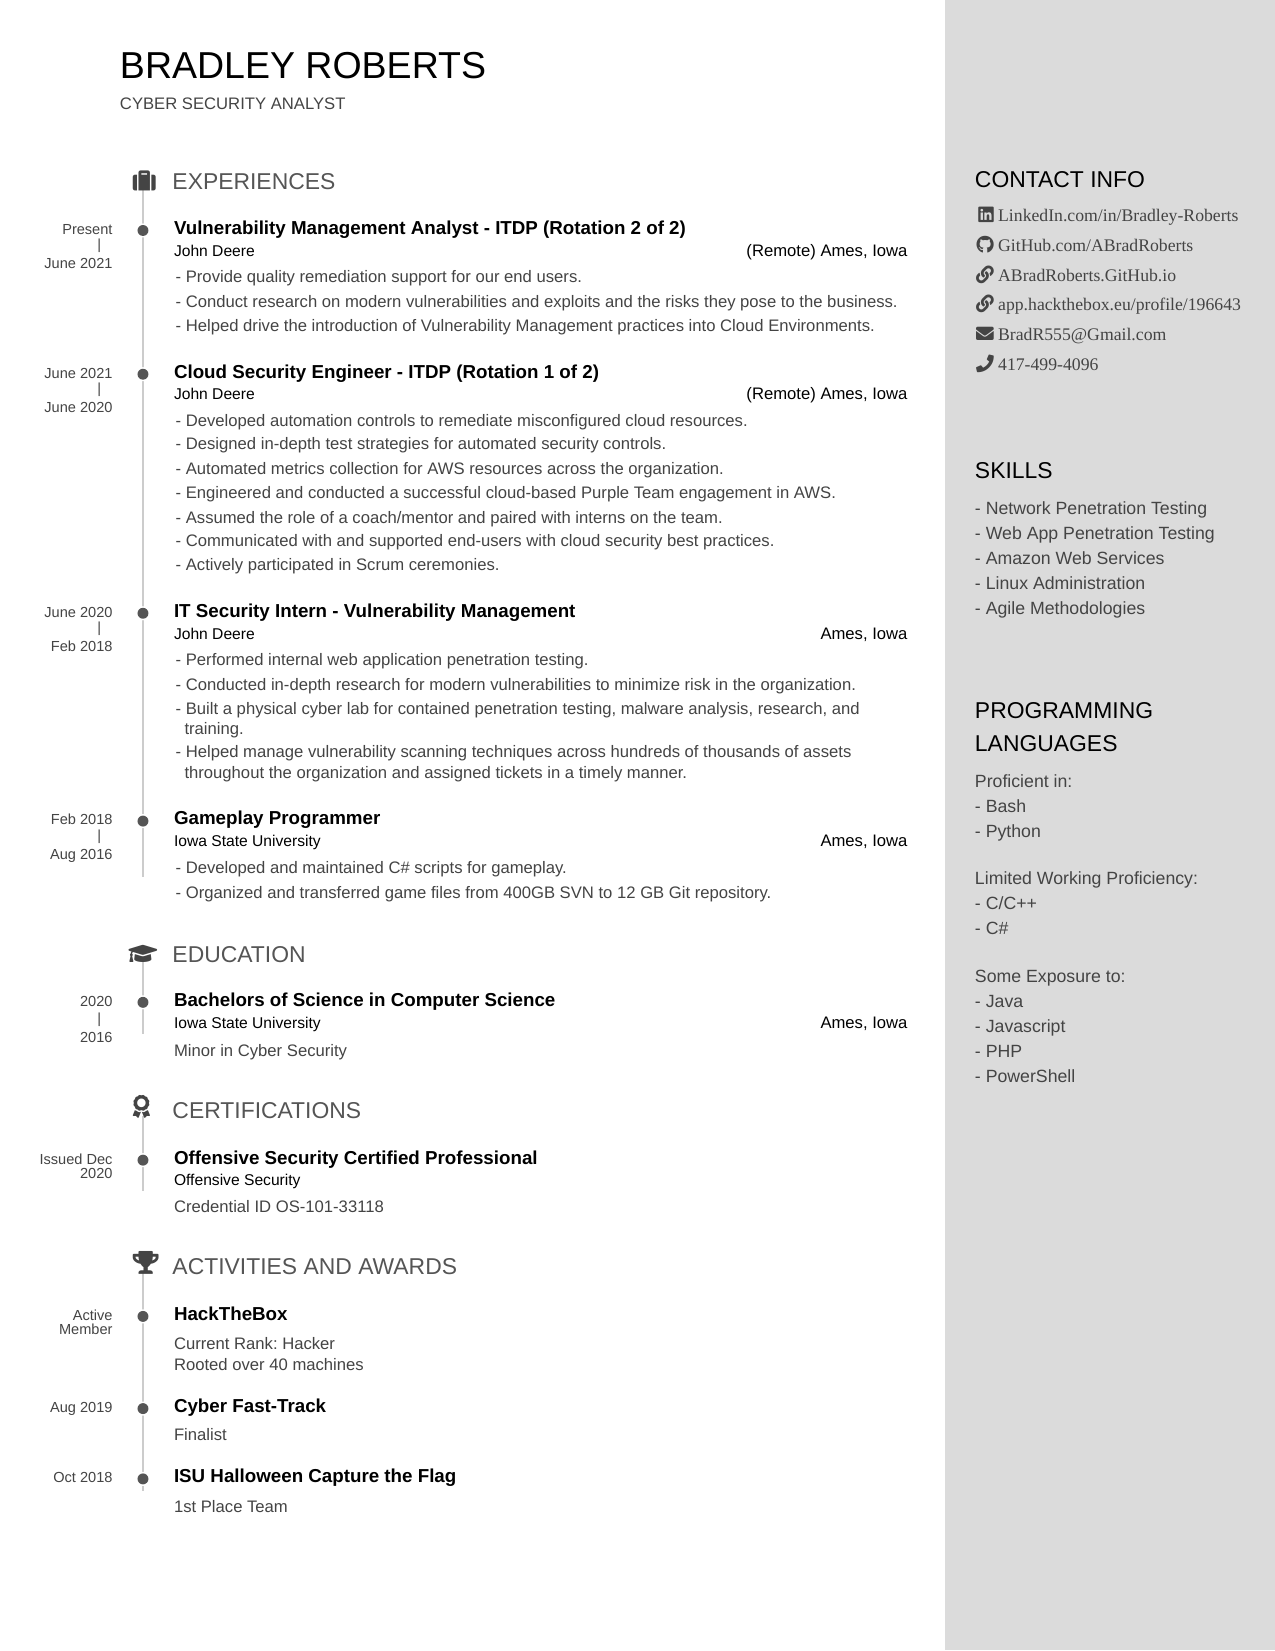 BRADLEY ROBERTS
CYBER SECURITY ANALYST
EXPERIENCES
Present
|
June 2021
Vulnerability Management Analyst - ITDP (Rotation 2 of 2)
John Deere (Remote) Ames, Iowa
- Provide quality remediation support for our end users.
- Conduct research on modern vulnerabilities and exploits and the risks they pose to the business.
- Helped drive the introduction of Vulnerability Management practices into Cloud Environments.
June 2021
|
June 2020
Cloud Security Engineer - ITDP (Rotation 1 of 2)
John Deere (Remote) Ames, Iowa
- Developed automation controls to remediate misconfigured cloud resources.
- Designed in-depth test strategies for automated security controls.
- Automated metrics collection for AWS resources across the organization.
- Engineered and conducted a successful cloud-based Purple Team engagement in AWS.
- Assumed the role of a coach/mentor and paired with interns on the team.
- Communicated with and supported end-users with cloud security best practices.
- Actively participated in Scrum ceremonies.
June 2020
|
Feb 2018
IT Security Intern - Vulnerability Management
John Deere Ames, Iowa
- Performed internal web application penetration testing.
- Conducted in-depth research for modern vulnerabilities to minimize risk in the organization.
- Built a physical cyber lab for contained penetration testing, malware analysis, research, and
training.
- Helped manage vulnerability scanning techniques across hundreds of thousands of assets
throughout the organization and assigned tickets in a timely manner.
Feb 2018
|
Aug 2016
Gameplay Programmer
Iowa State University Ames, Iowa
- Developed and maintained C# scripts for gameplay.
- Organized and transferred game files from 400GB SVN to 12 GB Git repository.
EDUCATION
2020
|
2016
Bachelors of Science in Computer Science
Iowa State University Ames, Iowa
Minor in Cyber Security
CERTIFICATIONS
Issued Dec
2020
Offensive Security Certified Professional
Offensive Security
Credential ID OS-101-33118
ACTIVITIES AND AWARDS
Active
Member
HackTheBox
Current Rank: Hacker
Rooted over 40 machines
Aug 2019
Cyber Fast-Track
Finalist
Oct 2018
ISU Halloween Capture the Flag
1st Place Team
CONTACT INFO
LinkedIn.com/in/Bradley-Roberts
GitHub.com/ABradRoberts
ABradRoberts.GitHub.io
app.hackthebox.eu/profile/196643
BradR555@Gmail.com
417-499-4096
SKILLS
- Network Penetration Testing
- Web App Penetration Testing
- Amazon Web Services
- Linux Administration
- Agile Methodologies
PROGRAMMING
LANGUAGES
Proficient in:
- Bash
- Python
Limited Working Proficiency:
- C/C++
- C#
Some Exposure to:
- Java
- Javascript
- PHP
- PowerShell